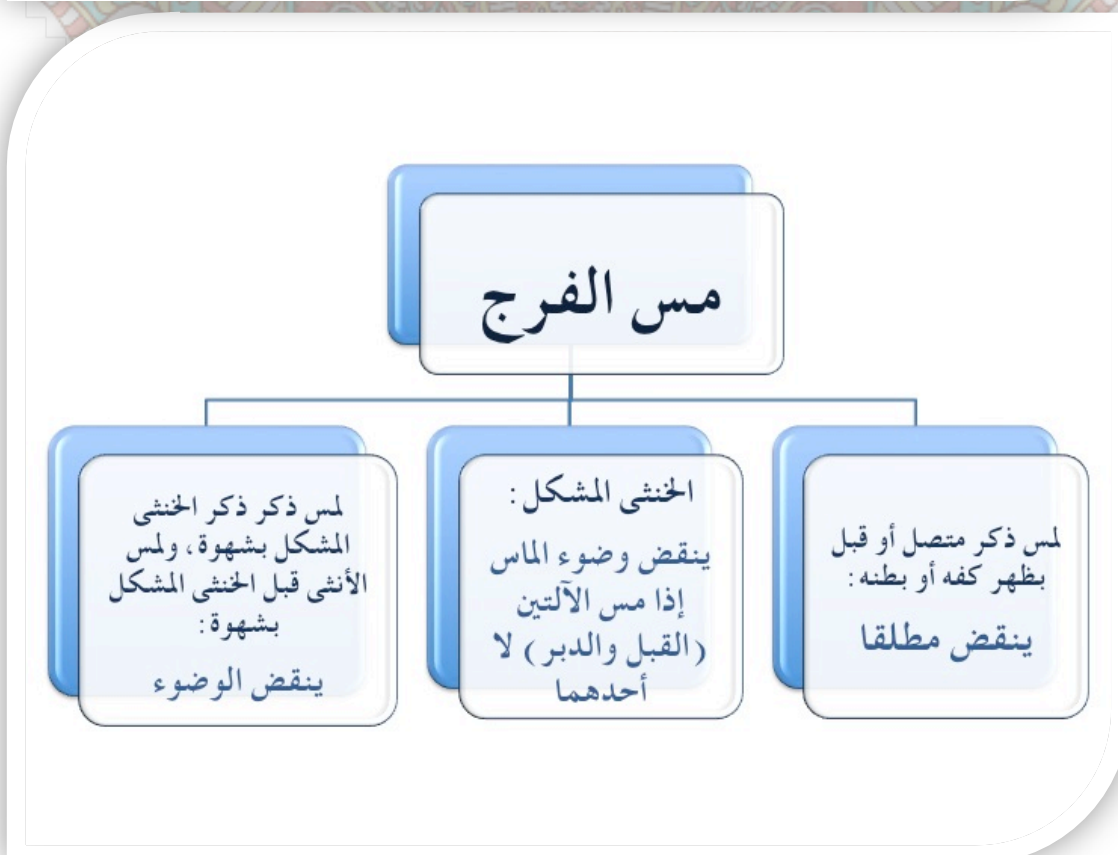 مس الفرج
لمس ذكر متصل أو قبل
بظهر كفه أو بطنه:
ينقض مطلقا
الخنثى المشكل:
ينقض وضوء الماس
إذا مس الآلتين
(القبل والدبر) لا
أحدهما
لمس ذكر ذكر الخنثى
المشكل بشهوة، ولمس
الأنثى قبل الخنثى المشكل
بشهوة:
ينقض الوضوء